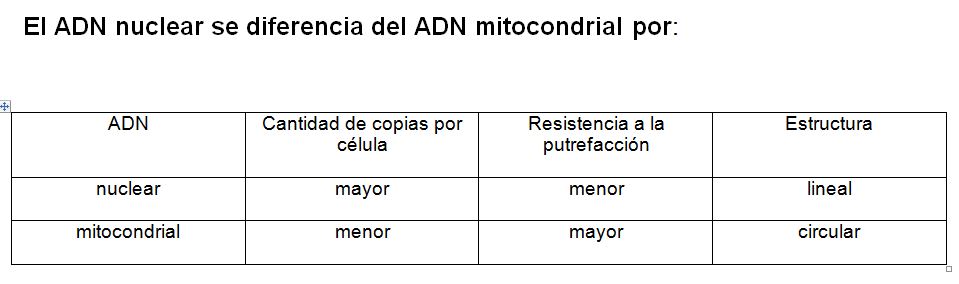 El ADN nuclear se diferencia del ADN mitocondrial por:
ADN
Cantidad de copias por
célula
Resistencia a la
putrefacción
Estructura
nuclear
mayor
menor
lineal
mitocondrial
menor
mayor
circular